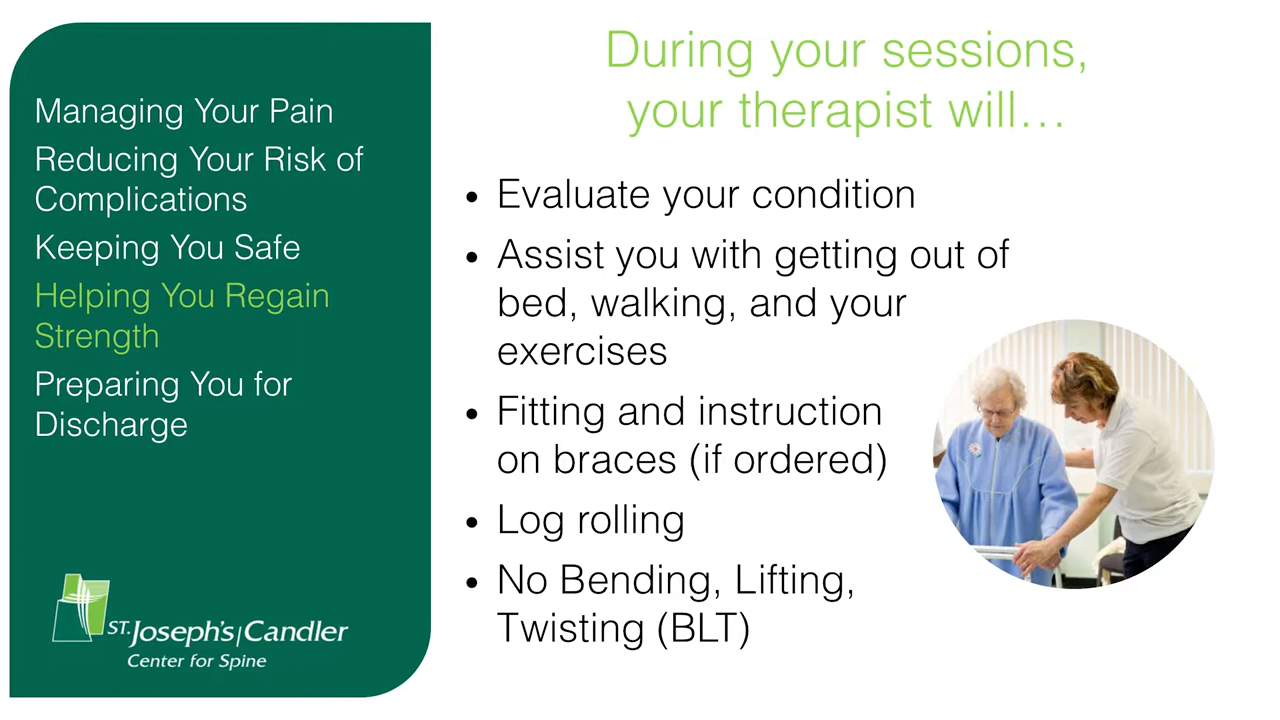 Managing Your Pain
Reducing Your Risk of
Complications
Keeping You Safe
Helping You Regain
Strength
Preparing You for
Discharge
ST. Joseph's|Candler
Center for Spine
During your sessions,
your therapist will...
• Evaluate your condition
• Assist you with getting out of
bed, walking, and your
exercises
• Fitting and instruction
on braces (if ordered)
• Log rolling
• No Bending, Lifting,
Twisting (BLT)